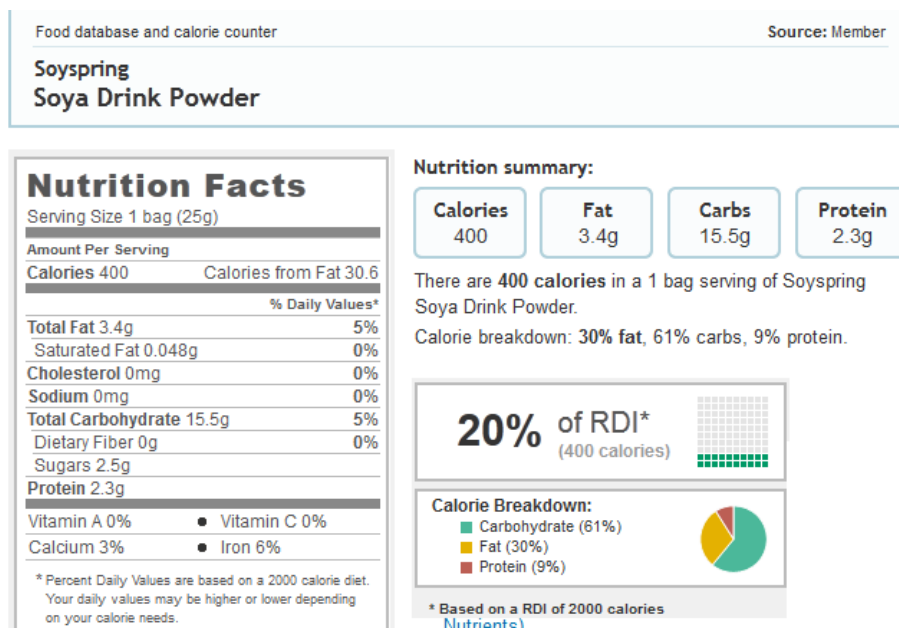 Food database and calorie counter Source: Member
Soyspring
Soya Drink Powder
Nutrition Facts
Serving Size 1 bag (25g)
Amount Per Serving
Calories 400 Calories from Fat 30.6
% Daily Values*
Total Fat 3.4g 5%
Saturated Fat 0.048g 0%
Cholesterol 0mg 0%
Sodium 0mg 0%
Total Carbohydrate 15.5g 5%
Dietary Fiber 0g 0%
Sugars 2.5g
Protein 2.3g
Vitamin A 0% • Vitamin C 0%
Calcium 3% • Iron 6%
* Percent Daily Values are based on a 2000 calorie diet.
Your daily values may be higher or lower depending
on your calorie needs.
Nutrition summary:
Calories Fat Carbs Protein
400 3.4g 15.5g 2.3g
There are 400 calories in a 1 bag serving of Soyspring
Soya Drink Powder.
Calorie breakdown: 30% fat, 61% carbs, 9% protein.
20% of RDI*
(400 calories)
Calorie Breakdown:
Carbohydrate (61%)
Fat (30%)
Protein (9%)
* Based on a RDI of 2000 calories
Nutrients)